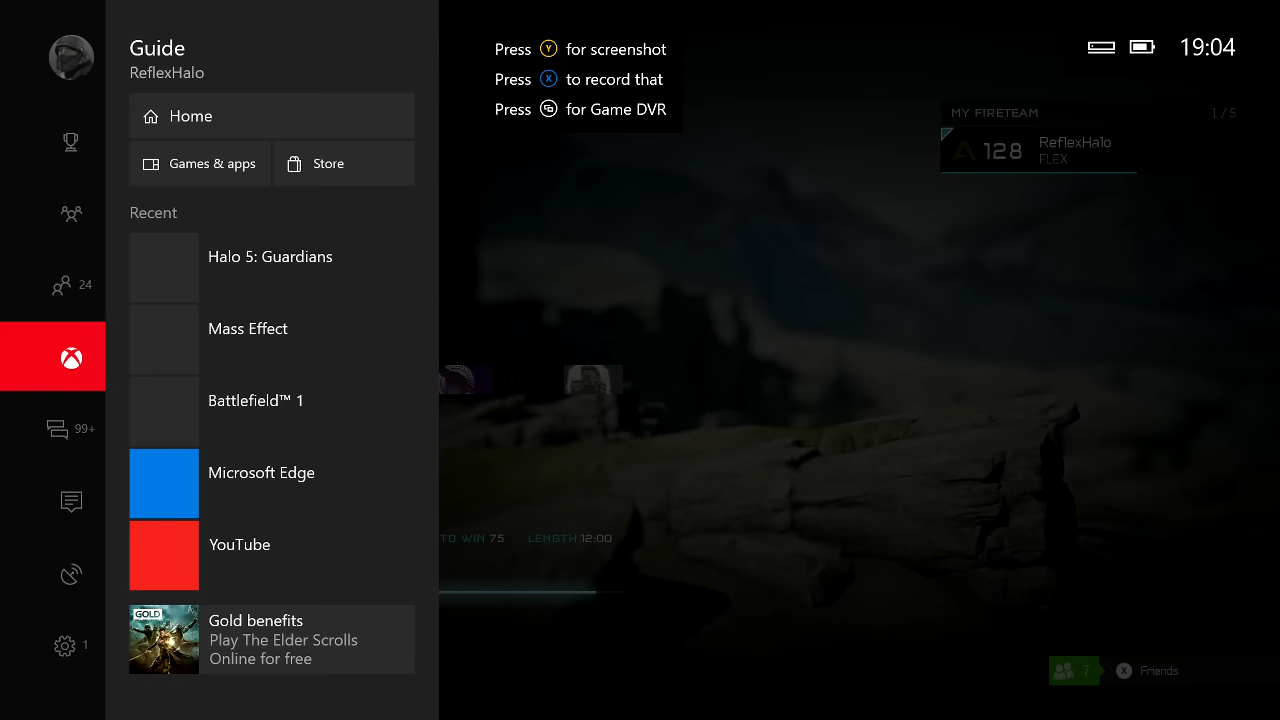 Guide
ReflexHalo
Home
Games & apps
Store
Recent
Halo 5: Guardians
Mass Effect
Battlefield™ 1
Microsoft Edge
YouTube
GOLD
Gold benefits
Play The Elder Scrolls
Online for free
24
99+
1
Press Y for screenshot
Press X to record that
Press for Game DVR
19:04
MY FIRETEAM 1/5
128 ReflexHalo
FLEX
TO WIN 75 LENGTH 12:00
7 X Friends